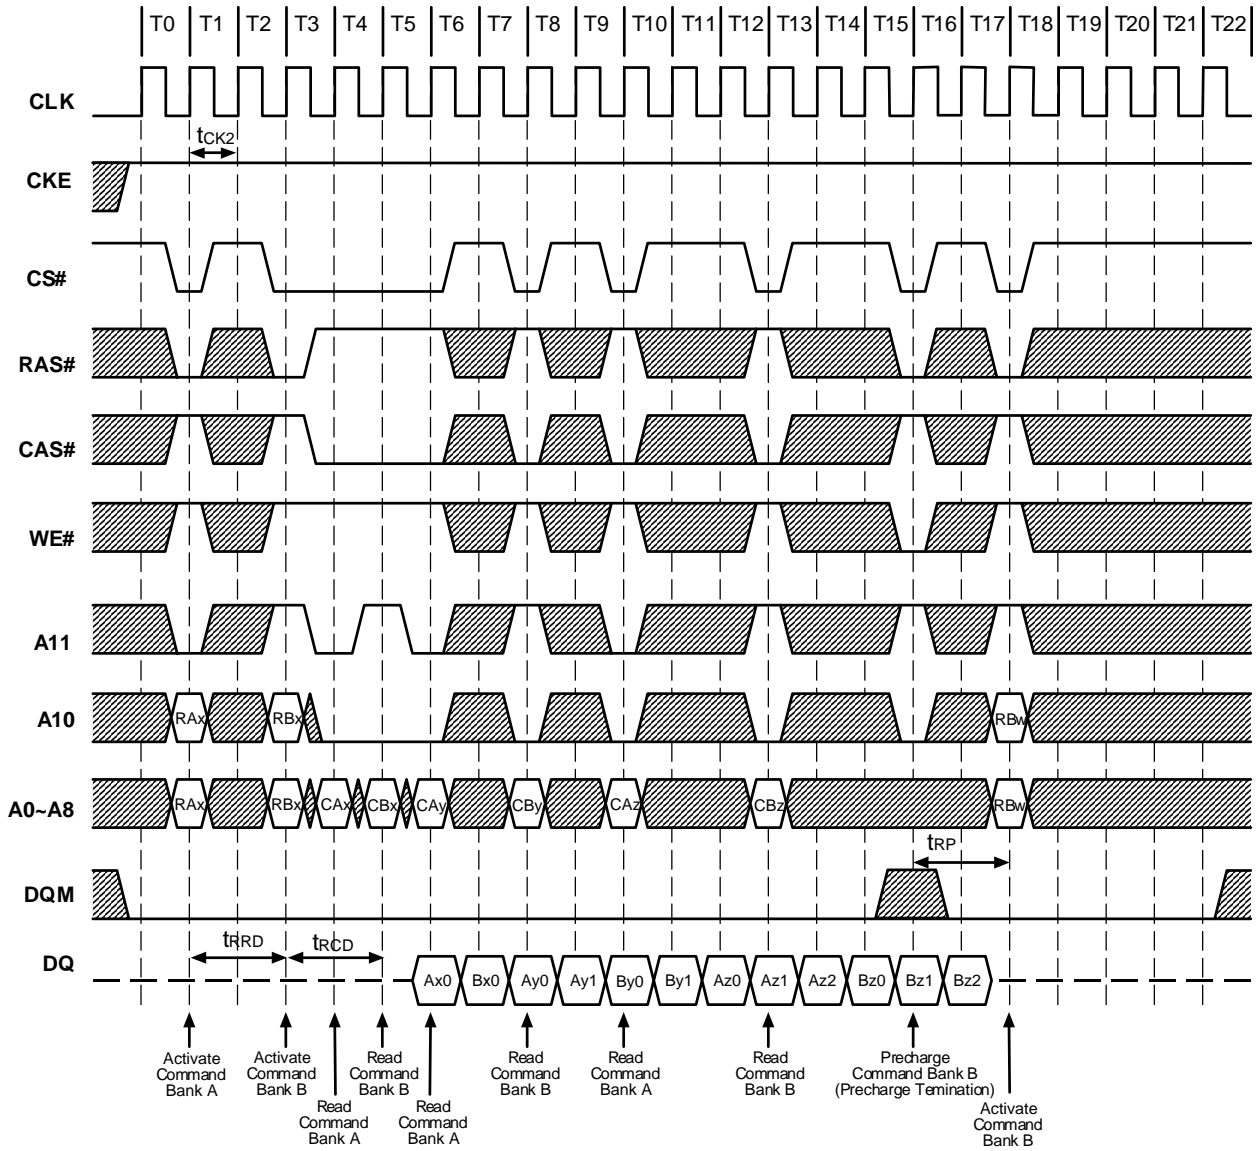 T0 T1 T2 T3 T4 T5 T6 T7 T8 T9 T10 T11 T12 T13 T14 T15 T16 T17 T18 T19 T20 T21 T22
CLK
tCK2
CKE
CS#
RAS#
CAS#
WE#
A11
A10 RAx RBx RBw
A0~A8 RAx RBx CAx CBx CAy CBy CAz CBz RBw
tRP
DQM
tRRD tRCD
DQ Ax0 Bx0 Ay0 Ay1 By0 By1 Az0 Az1 Az2 Bz0 Bz1 Bz2
Activate
Command
Bank A
Activate
Command
Bank B
Read
Command
Bank A
Read
Command
Bank B
Read
Command
Bank A
Read
Command
Bank B
Read
Command
Bank A
Read
Command
Bank B
Precharge
Command Bank B
(Precharge Temination)
Activate
Command
Bank B